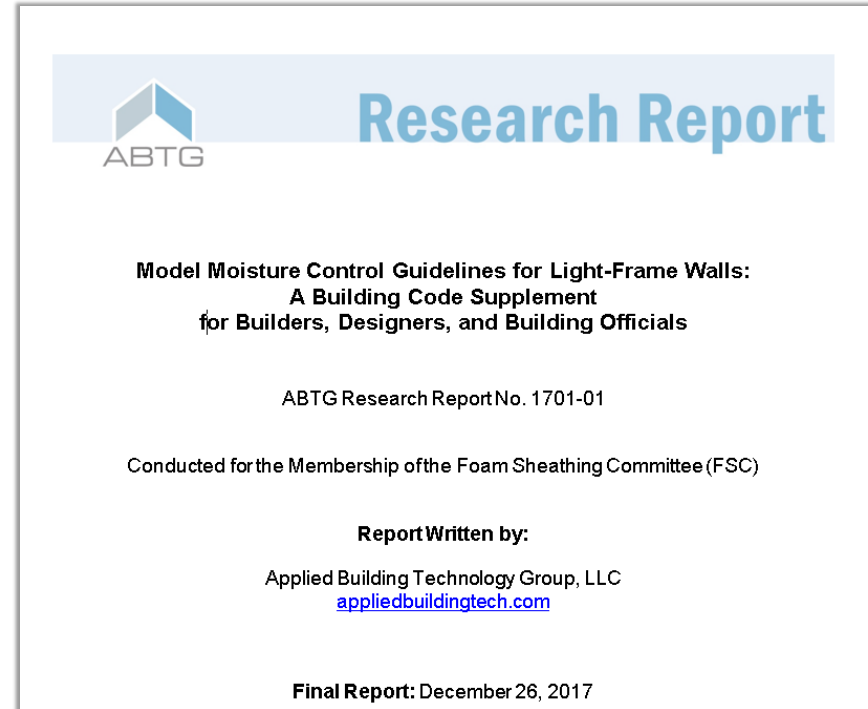 ABTG
Research Report
Model Moisture Control Guidelines for Light-Frame Walls:
A Building Code Supplement
for Builders, Designers, and Building Officials
ABTG Research Report No. 1701-01
Conducted for the Membership of the Foam Sheathing Committee (FSC)
Report Written by:
Applied Building Technology Group, LLC
appliedbuildingtech.com
Final Report: December 26, 2017